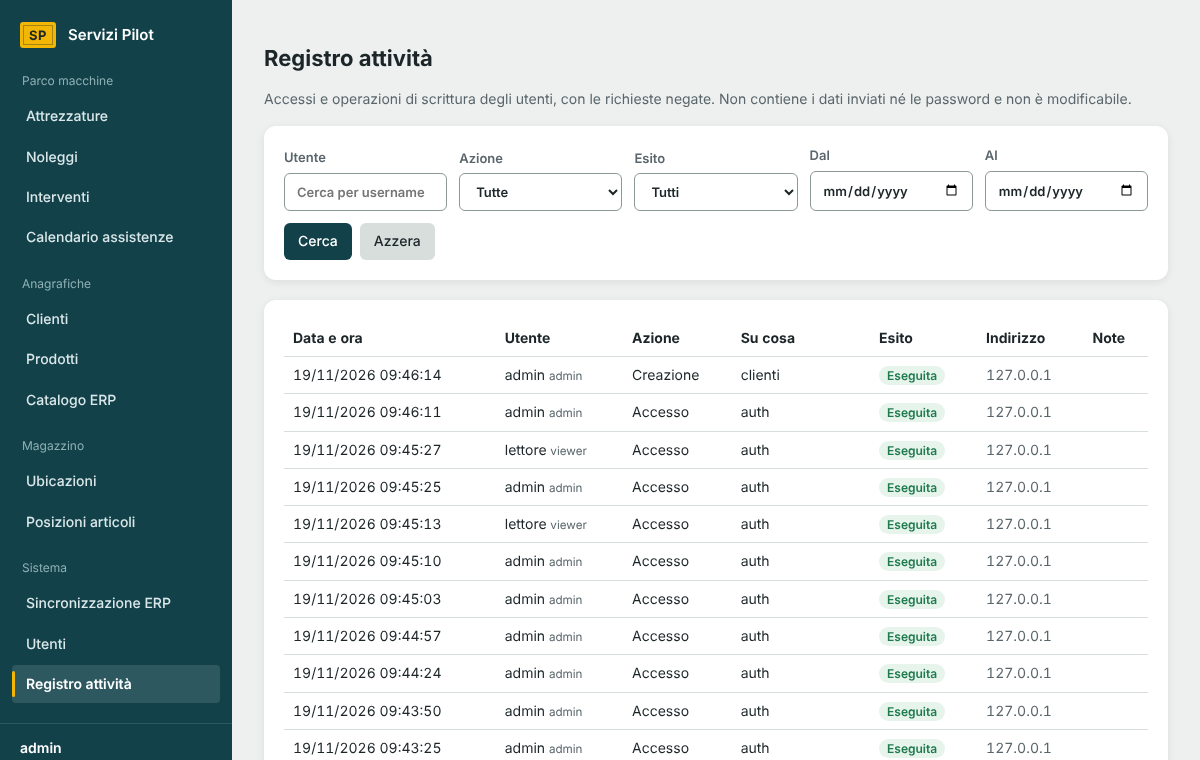 SP Servizi Pilot
Parco macchine
Attrezzature
Noleggi
Interventi
Calendario assistenze
Anagrafiche
Clienti
Prodotti
Catalogo ERP
Magazzino
Ubicazioni
Posizioni articoli
Sistema
Sincronizzazione ERP
Utenti
Registro attività
admin
Registro attività
Accessi e operazioni di scrittura degli utenti, con le richieste negate. Non contiene i dati inviati né le password e non è modificabile.
Utente Azione Esito Dal Al
Cerca per username Tutte Tutti mm/dd/yyyy mm/dd/yyyy
Cerca Azzera
Data e ora Utente Azione Su cosa Esito Indirizzo Note
19/11/2026 09:46:14 admin admin Creazione clienti Eseguita 127.0.0.1
19/11/2026 09:46:11 admin admin Accesso auth Eseguita 127.0.0.1
19/11/2026 09:45:27 lettore viewer Accesso auth Eseguita 127.0.0.1
19/11/2026 09:45:25 admin admin Accesso auth Eseguita 127.0.0.1
19/11/2026 09:45:13 lettore viewer Accesso auth Eseguita 127.0.0.1
19/11/2026 09:45:10 admin admin Accesso auth Eseguita 127.0.0.1
19/11/2026 09:45:03 admin admin Accesso auth Eseguita 127.0.0.1
19/11/2026 09:44:57 admin admin Accesso auth Eseguita 127.0.0.1
19/11/2026 09:44:24 admin admin Accesso auth Eseguita 127.0.0.1
19/11/2026 09:43:50 admin admin Accesso auth Eseguita 127.0.0.1
19/11/2026 09:43:25 admin admin Accesso auth Eseguita 127.0.0.1